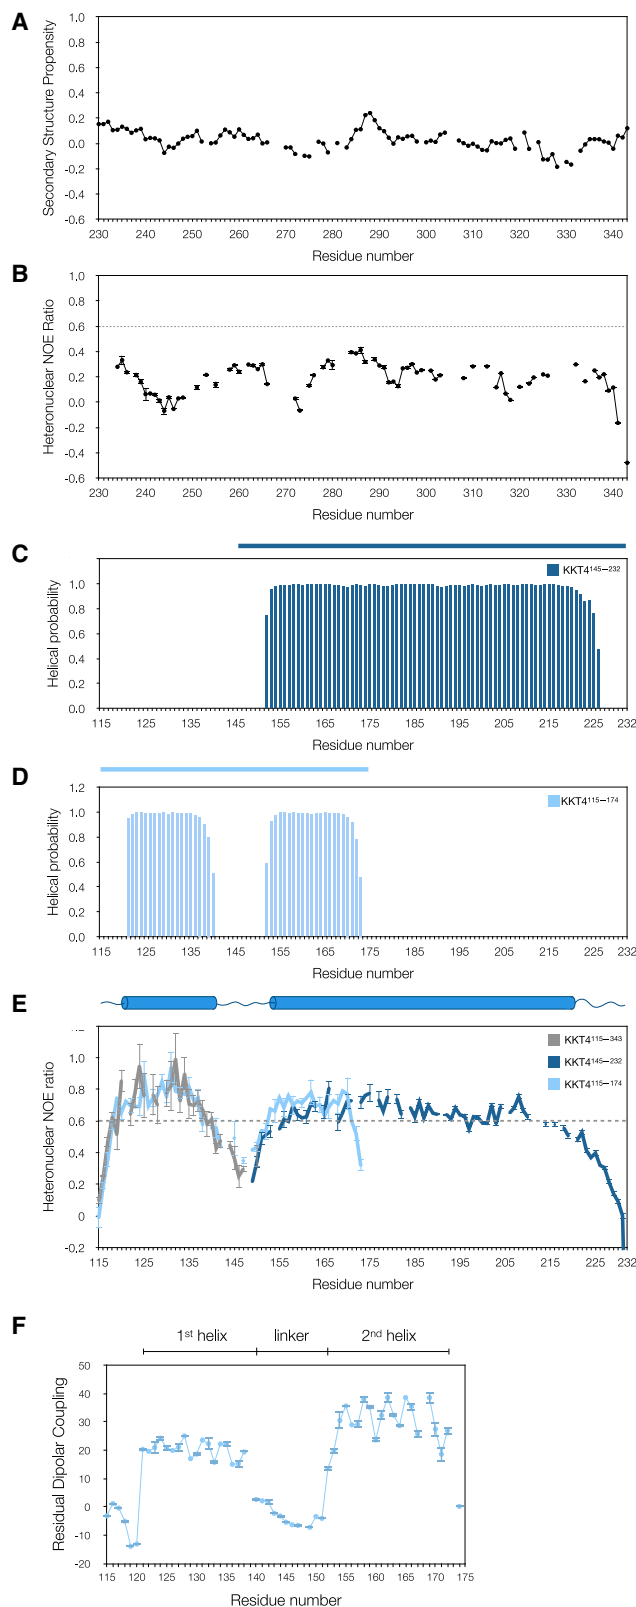 A
Secondary Structure Propensity
1.0
0.8
0.6
0.4
0.2
0.0
-0.2
-0.4
-0.6
230 240 250 260 270 280 290 300 310 320 330 340
Residue number
B
Heteronuclear NOE Ratio
1.0
0.8
0.6
0.4
0.2
0.0
-0.2
-0.4
-0.6
230 240 250 260 270 280 290 300 310 320 330 340
Residue number
C
KKT4145–232
Helical probability
1.0
0.8
0.6
0.4
0.2
0.0
115 125 135 145 155 165 175 185 195 205 215 225 232
Residue number
D
KKT4115–174
Helical probability
1.2
1.0
0.8
0.6
0.4
0.2
0.0
115 125 135 145 155 165 175 185 195 205 215 225 232
Residue number
E
KKT4115–343
KKT4145–232
KKT4115–174
Heteronuclear NOE ratio
1.0
0.8
0.6
0.4
0.2
0
-0.2
115 125 135 145 155 165 175 185 195 205 215 225 232
Residue number
F
1st helix linker 2nd helix
Residual Dipolar Coupling
50
40
30
20
10
0
-10
-20
115 120 125 130 135 140 145 150 155 160 165 170 175
Residue number